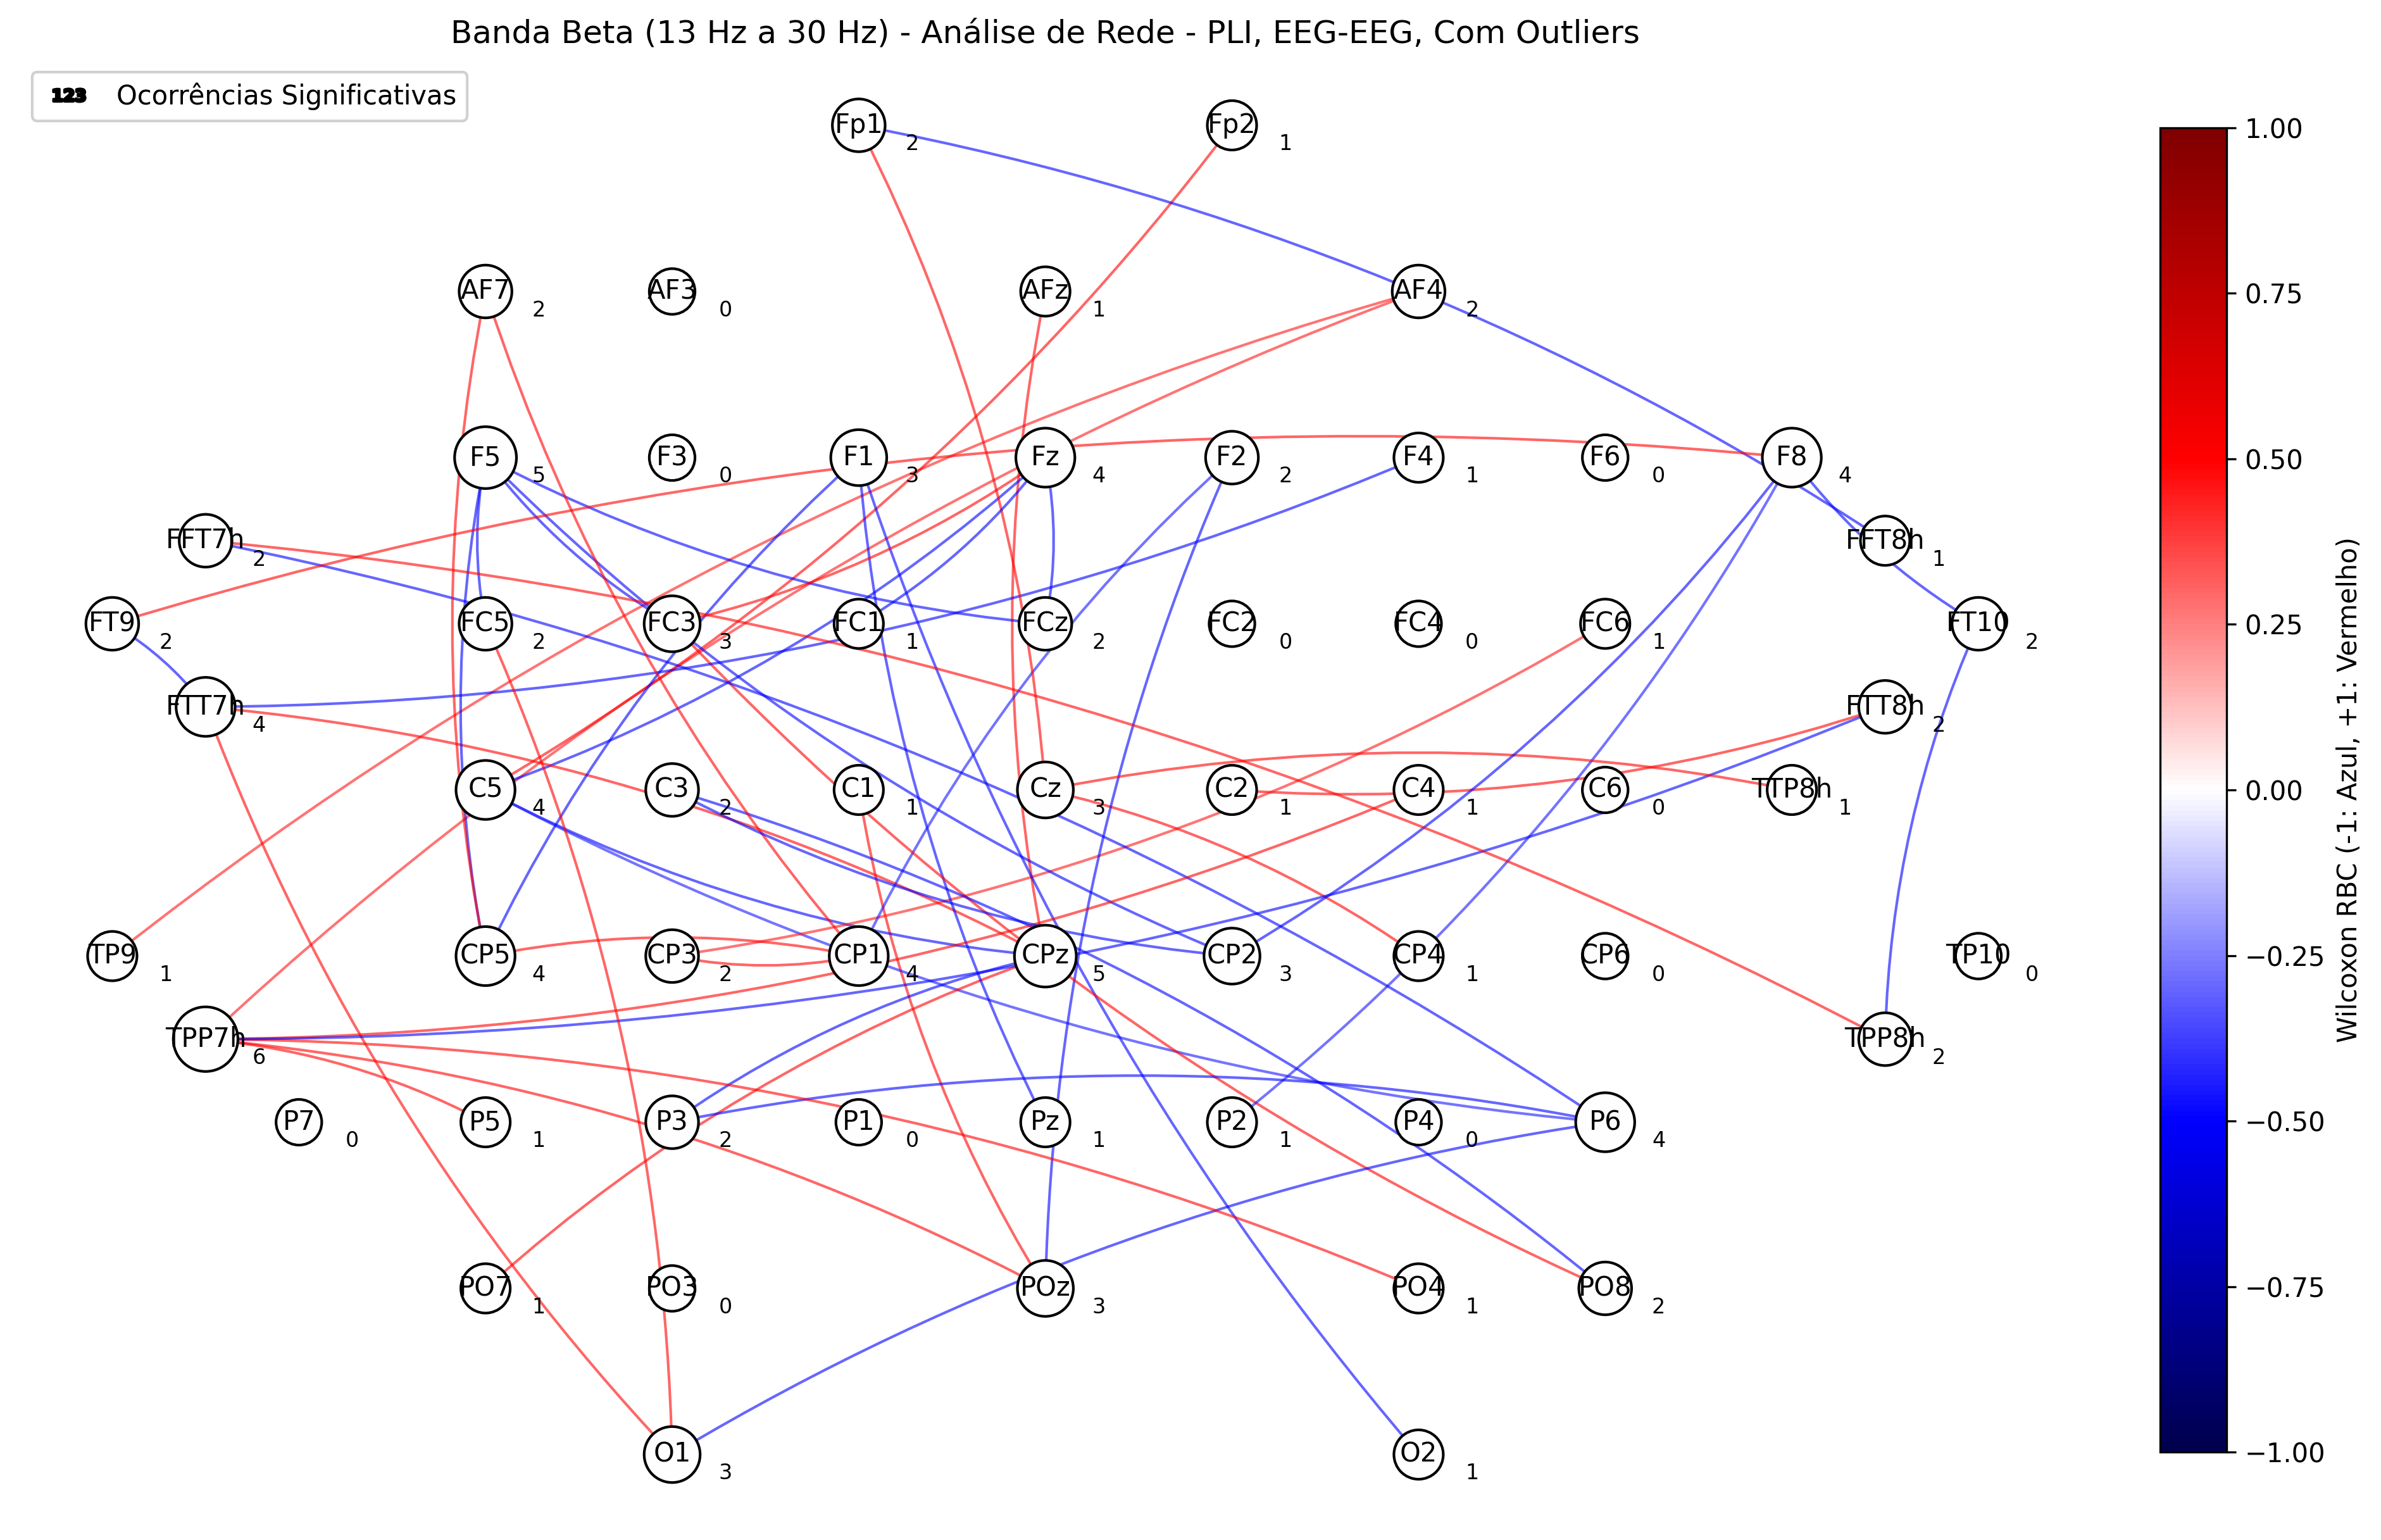 Banda Beta (13 Hz a 30 Hz) - Análise de Rede - PLI, EEG-EEG, Com Outliers
123 Ocorrências Significativas
Fp1 2 Fp2 1
AF7 2 AF3 0 AFz 1 AF4 2
F5 5 F3 0 F1 3 Fz 4 F2 2 F4 1 F6 0 F8 4
FFT7h 2 FFT8h 1
FT9 2 FC5 2 FC3 3 FC1 1 FCz 2 FC2 0 FC4 0 FC6 1 FT10 2
FTT7h 4 FTT8h 2
C5 4 C3 2 C1 1 Cz 3 C2 1 C4 1 C6 0 TTP8h 1
TP9 1 CP5 4 CP3 2 CP1 4 CPz 5 CP2 3 CP4 1 CP6 0 TP10 0
TPP7h 6 TPP8h 2
P7 0 P5 1 P3 2 P1 0 Pz 1 P2 1 P4 0 P6 4
PO7 1 PO3 0 POz 3 PO4 1 PO8 2
O1 3 O2 1
1.00
0.75
0.50
0.25
0.00
−0.25
−0.50
−0.75
−1.00
Wilcoxon RBC (-1: Azul, +1: Vermelho)